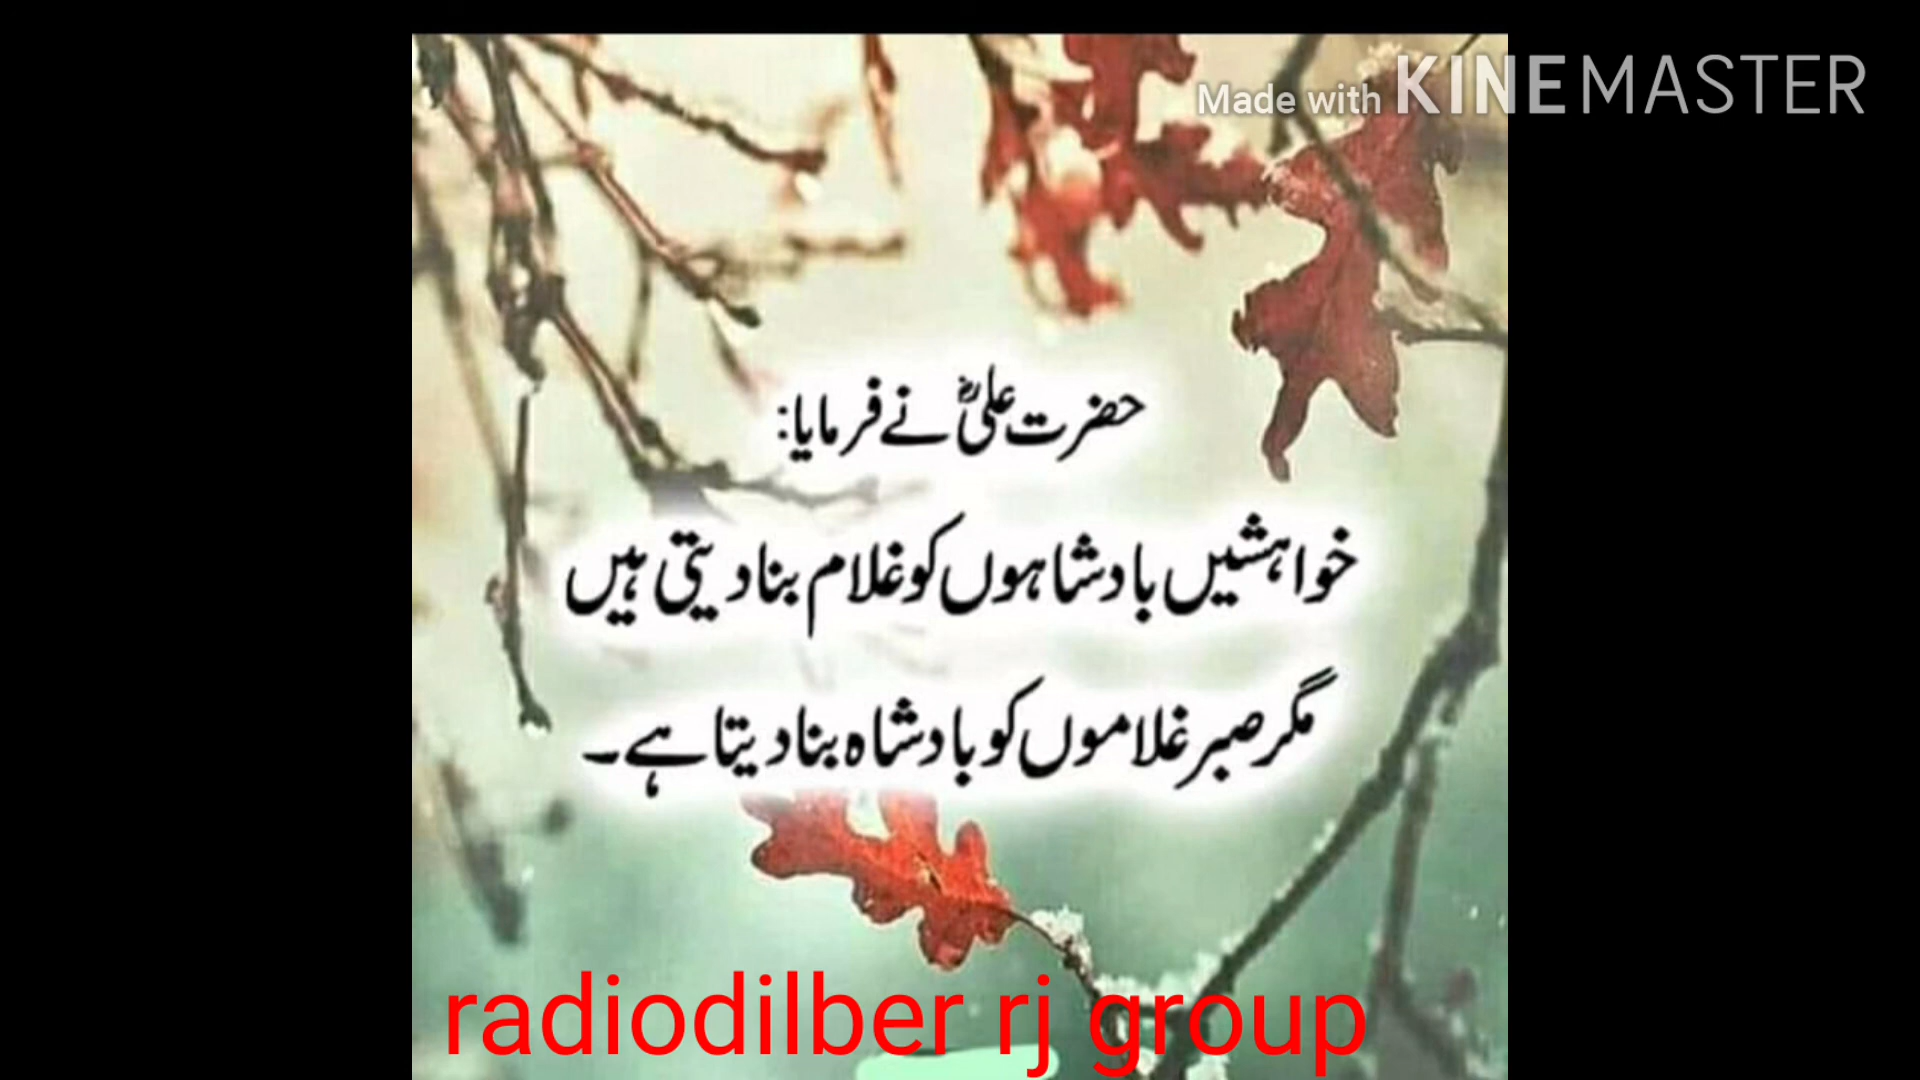 Made with KINEMASTER
حضرت علیؓ نے فرمایا:
خواہشیں بادشاہوں کو غلام بنا دیتی ہیں
مگر صبر غلاموں کو بادشاہ بنا دیتا ہے۔
radiodilber rj group